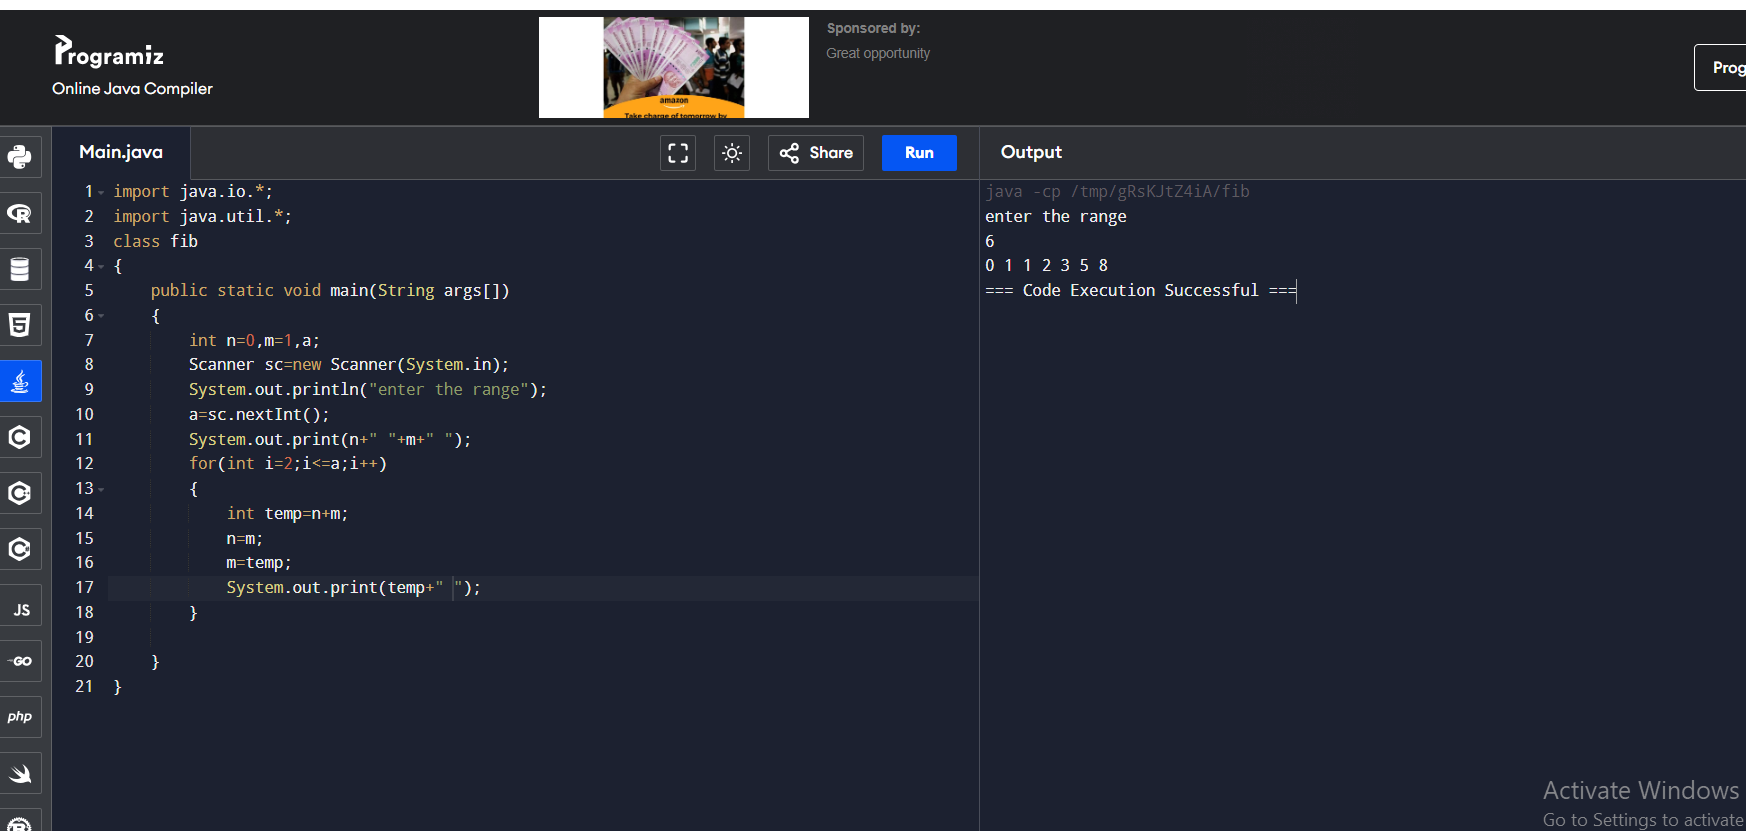 Programiz
Online Java Compiler
amazon
Take charge of tomorrow by
Sponsored by:
Great opportunity
Prog
Main.java
Share
Run
Output
1 import java.io.*;
2 import java.util.*;
3 class fib
4 {
5 public static void main(String args[])
6 {
7 int n=0,m=1,a;
8 Scanner sc=new Scanner(System.in);
9 System.out.println("enter the range");
10 a=sc.nextInt();
11 System.out.print(n+" "+m+" ");
12 for(int i=2;i<=a;i++)
13 {
14 int temp=n+m;
15 n=m;
16 m=temp;
17 System.out.print(temp+" ");
18 }
19
20 }
21 }
java -cp /tmp/gRsKJtZ4iA/fib
enter the range
6
0 1 1 2 3 5 8
=== Code Execution Successful ===
R
5
C
C
C
JS
GO
php
R
Activate Windows
Go to Settings to activate